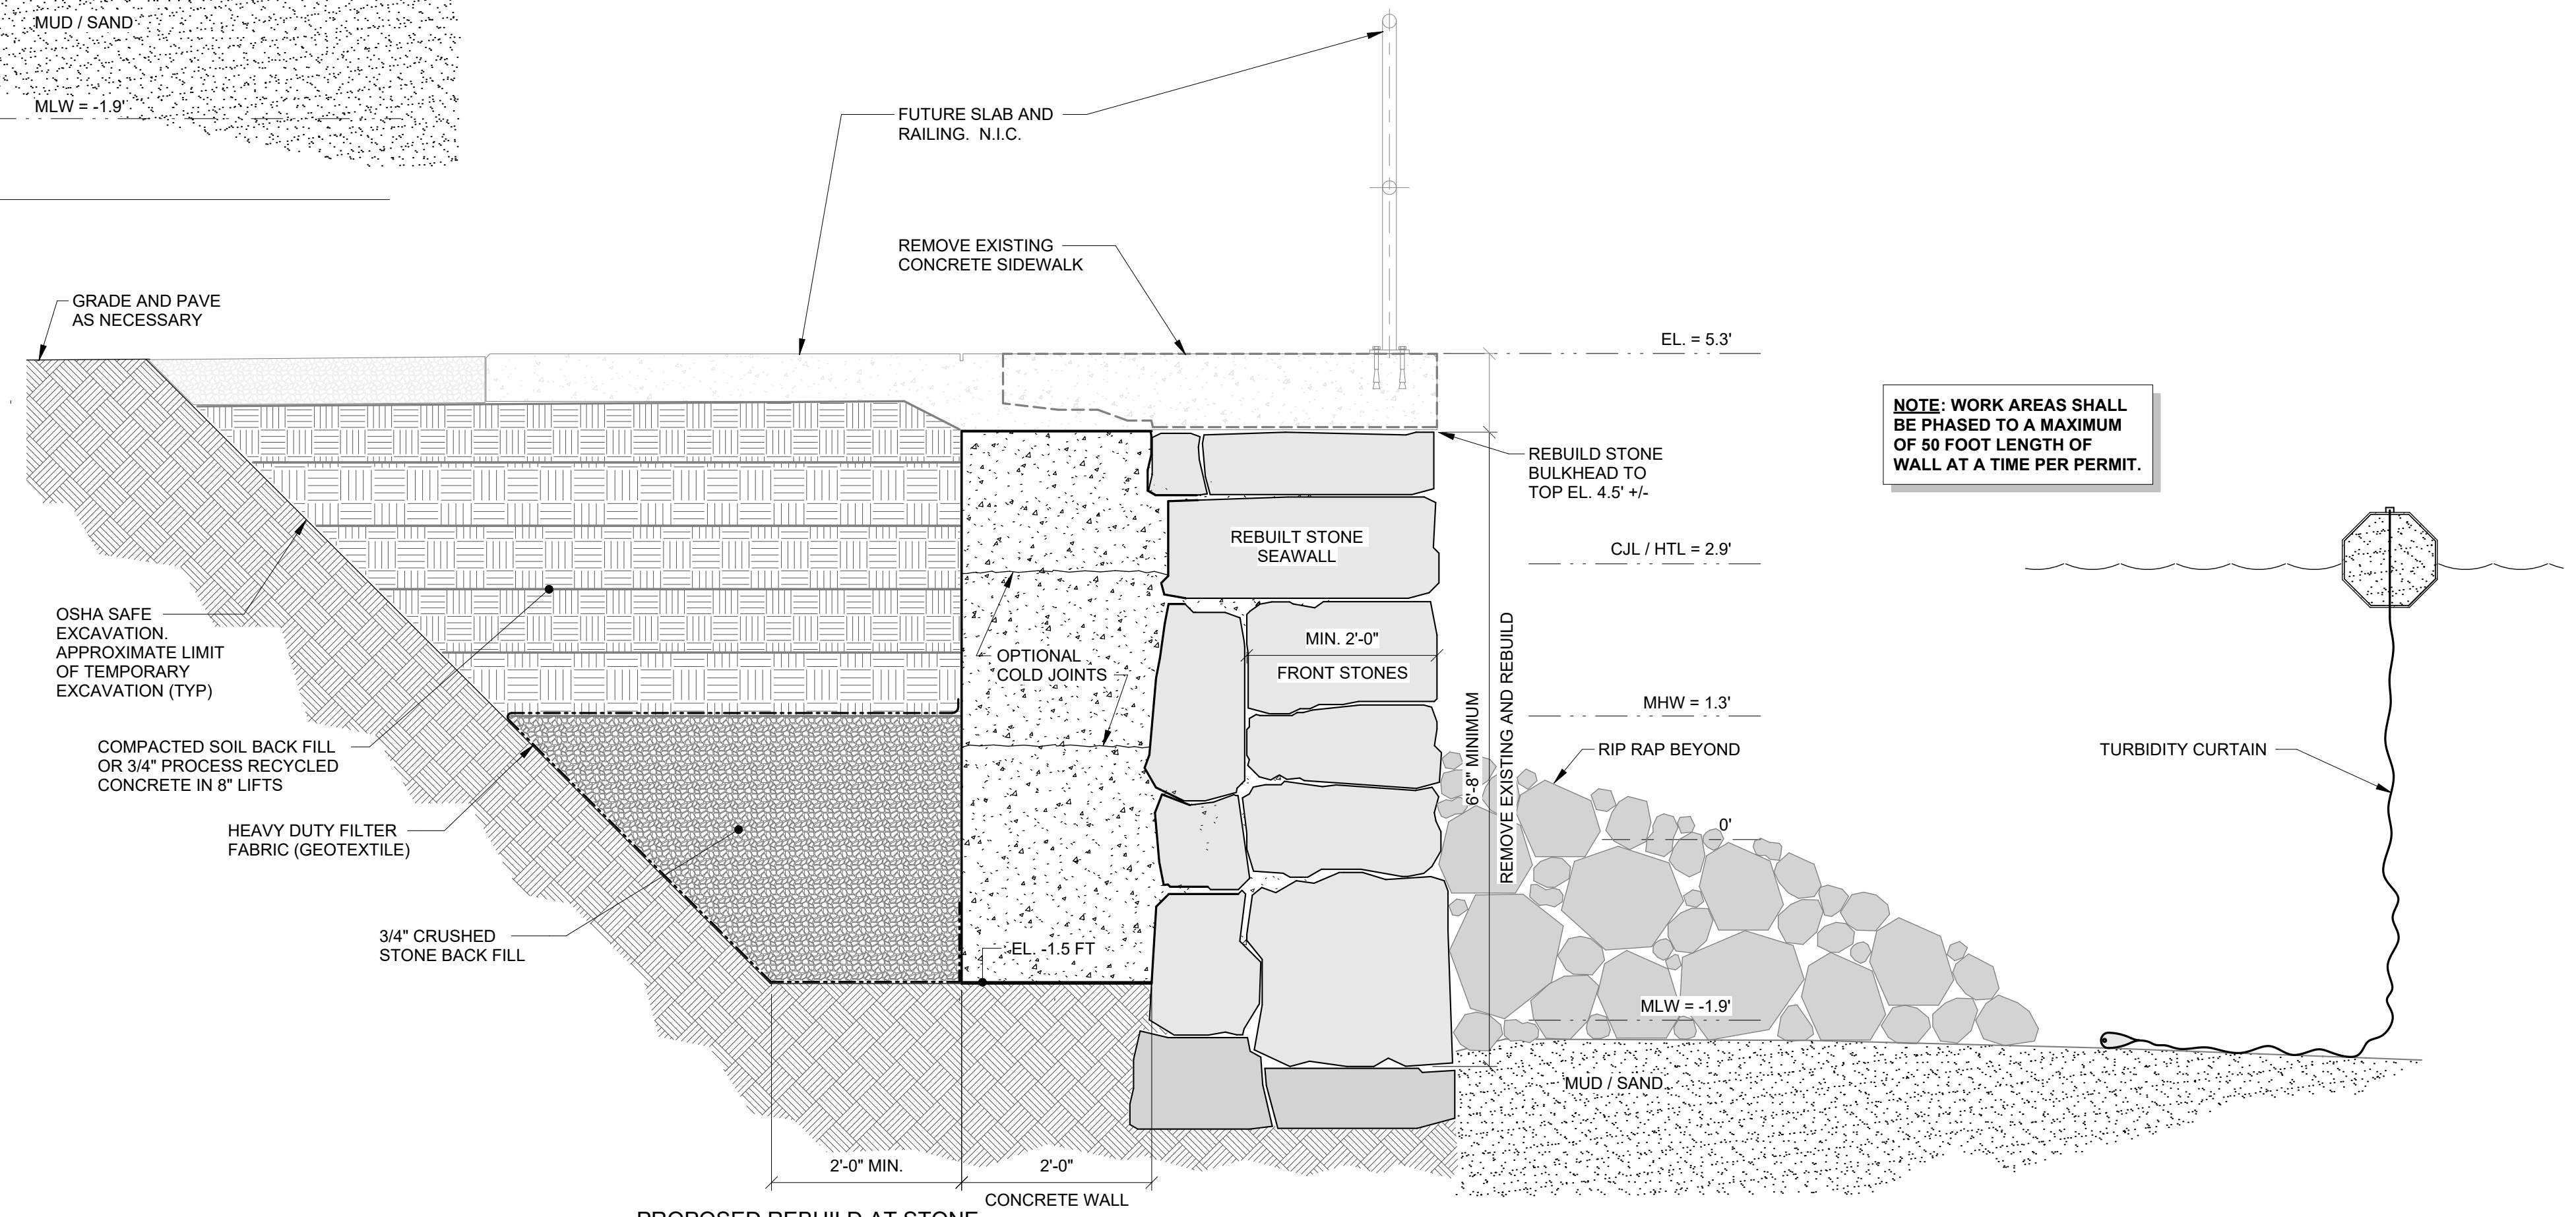 MUD / SAND
MLW = -1.9'
FUTURE SLAB AND
RAILING.  N.I.C.
REMOVE EXISTING
CONCRETE SIDEWALK
GRADE AND PAVE
AS NECESSARY
EL. = 5.3'
NOTE: WORK AREAS SHALL
BE PHASED TO A MAXIMUM
OF 50 FOOT LENGTH OF
WALL AT A TIME PER PERMIT.
REBUILD STONE
BULKHEAD TO
TOP EL. 4.5' +/-
REBUILT STONE
SEAWALL
CJL / HTL = 2.9'
OSHA SAFE
EXCAVATION.
APPROXIMATE LIMIT
OF TEMPORARY
EXCAVATION (TYP)
OPTIONAL
COLD JOINTS
MIN. 2'-0"
FRONT STONES
6'-8" MINIMUM
REMOVE EXISTING AND REBUILD
MHW = 1.3'
RIP RAP BEYOND
TURBIDITY CURTAIN
COMPACTED SOIL BACK FILL
OR 3/4" PROCESS RECYCLED
CONCRETE IN 8" LIFTS
0'
HEAVY DUTY FILTER
FABRIC (GEOTEXTILE)
3/4" CRUSHED
STONE BACK FILL
EL. -1.5 FT
MLW = -1.9'
MUD / SAND
2'-0" MIN.
2'-0"
CONCRETE WALL
PROPOSED REBUILD AT STONE